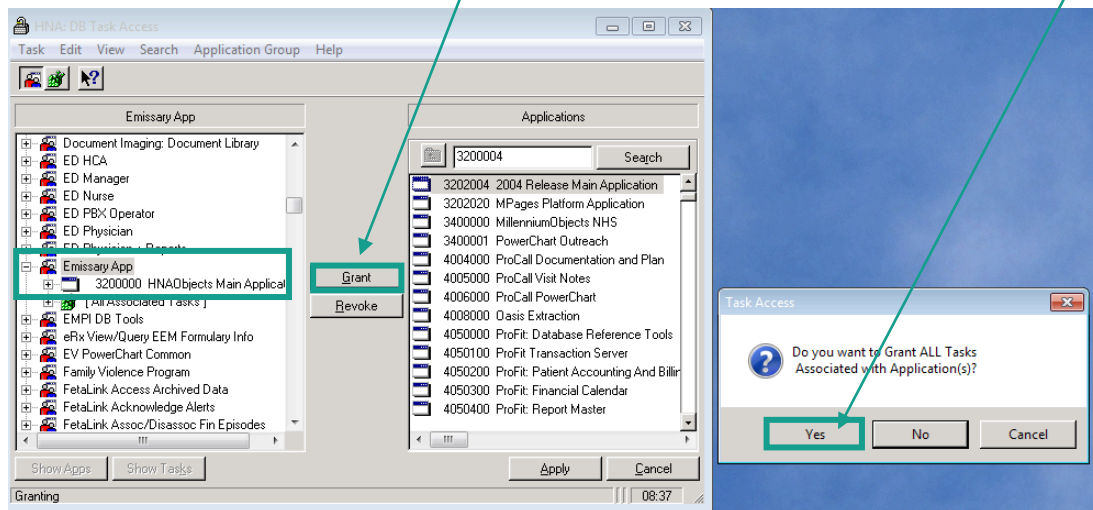 HNA: DB Task Access
Task Edit View Search Application Group Help
Emissary App
Document Imaging: Document Library
ED HCA
ED Manager
ED Nurse
ED PBX Operator
ED Physician
ED Physician + Reports
Emissary App
3200000 HNAObjects Main Applicat
[ All Associated Tasks ]
EMPI DB Tools
eRx View/Query EEM Formulary Info
EV PowerChart Common
Family Violence Program
FetaLink Access Archived Data
FetaLink Acknowledge Alerts
FetaLink Assoc/Disassoc Fin Episodes
Grant
Revoke
Applications
3200004 Search
3202004 2004 Release Main Application
3202020 MPages Platform Application
3400000 MillenniumObjects NHS
3400001 PowerChart Outreach
4004000 ProCall Documentation and Plan
4005000 ProCall Visit Notes
4006000 ProCall PowerChart
4008000 Oasis Extraction
4050000 ProFit: Database Reference Tools
4050100 ProFit Transaction Server
4050200 ProFit: Patient Accounting And Billir
4050300 ProFit: Financial Calendar
4050400 ProFit: Report Master
Show Apps Show Tasks Apply Cancel
Granting 08:37
Task Access
Do you want to Grant ALL Tasks
Associated with Application(s)?
Yes No Cancel